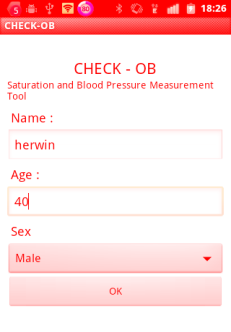 18:26
CHECK-OB
CHECK - OB
Saturation and Blood Pressure Measurement
Tool
Name :
herwin
Age :
40
Sex
Male
OK